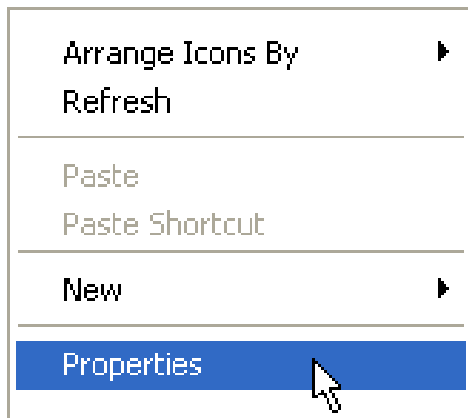 Arrange Icons By
Refresh
Paste
Paste Shortcut
New
Properties